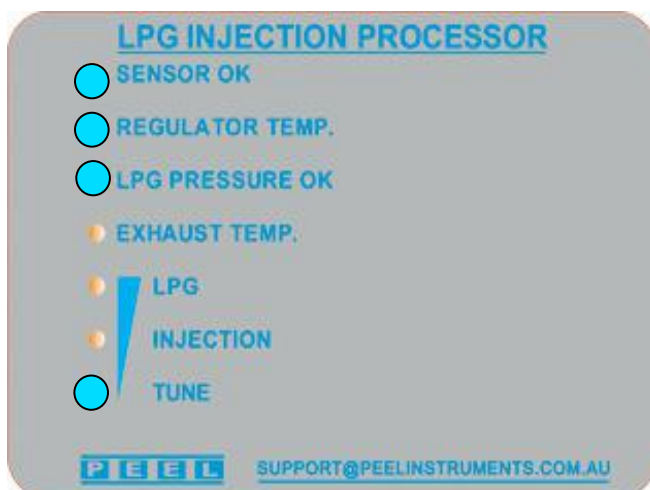 LPG INJECTION PROCESSOR
SENSOR OK
REGULATOR TEMP.
LPG PRESSURE OK
EXHAUST TEMP.
LPG
INJECTION
TUNE
PEEL SUPPORT@PEELINSTRUMENTS.COM.AU